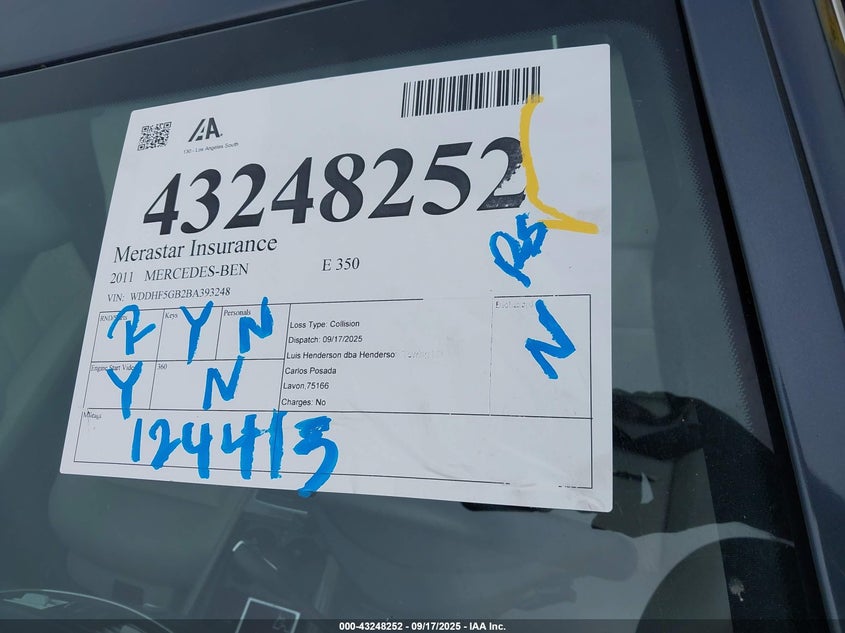 IAA
130 - Los Angeles South
43248252
Merastar Insurance
2011 MERCEDES-BEN E 350
VIN: WDDHF5GB2BA393248
RB
Keys Personals
R Y N
Loss Type: Collision
Dispatch: 09/17/2025
Luis Henderson dba Henderso
Carlos Posada
Lavon,75166
Charges: No
N
Engine Start Video 360
Y N
Mileage
124413
000-43248252 - 09/17/2025 - IAA Inc.